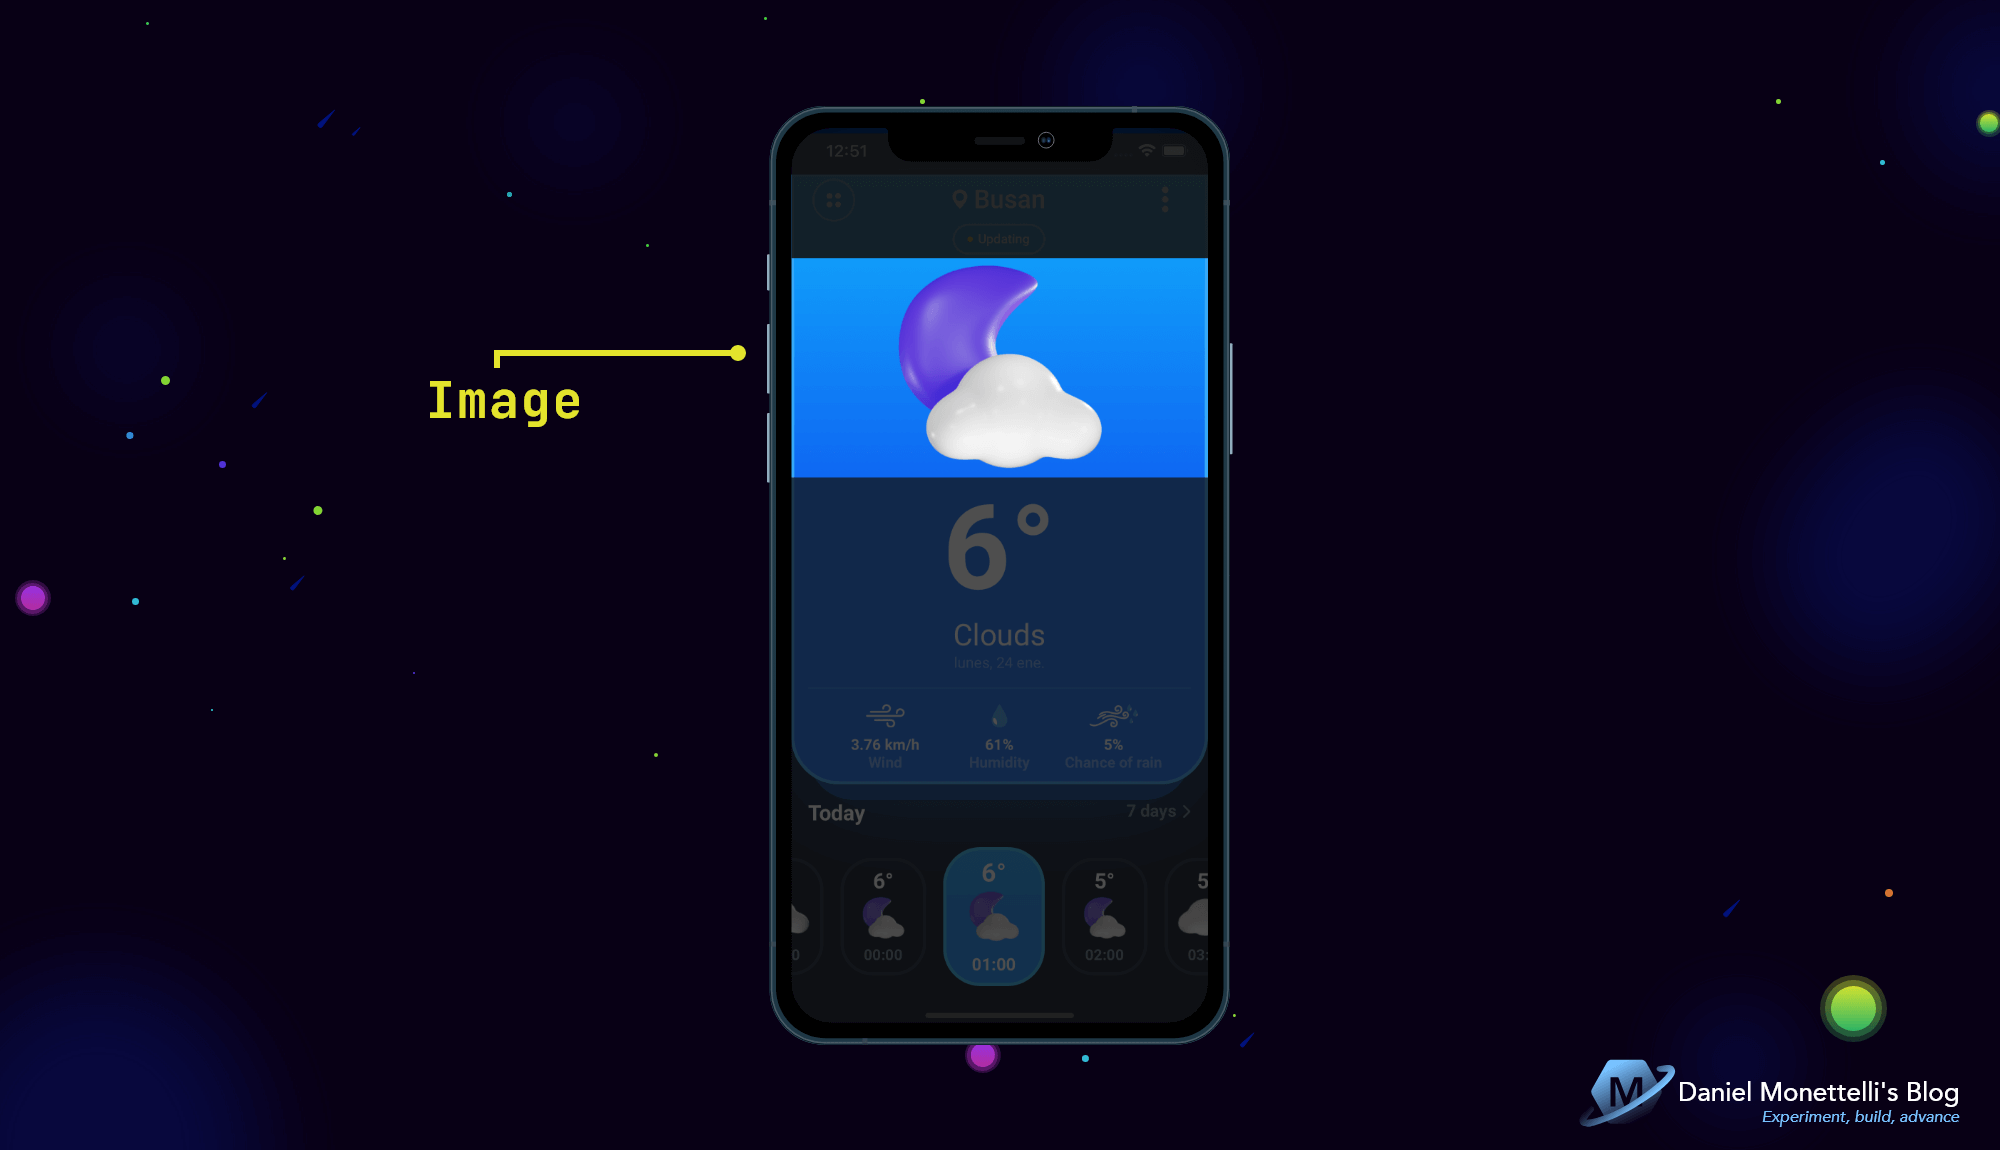 12:51
Busan
Updating
Image
6°
Clouds
lunes, 24 ene.
3.76 km/h
61%
5%
Wind
Humidity
Chance of rain
Today
7 days
6°
6°
5°
5
0
00:00
01:00
02:00
03:
M
Daniel Monettelli's Blog
Experiment, build, advance